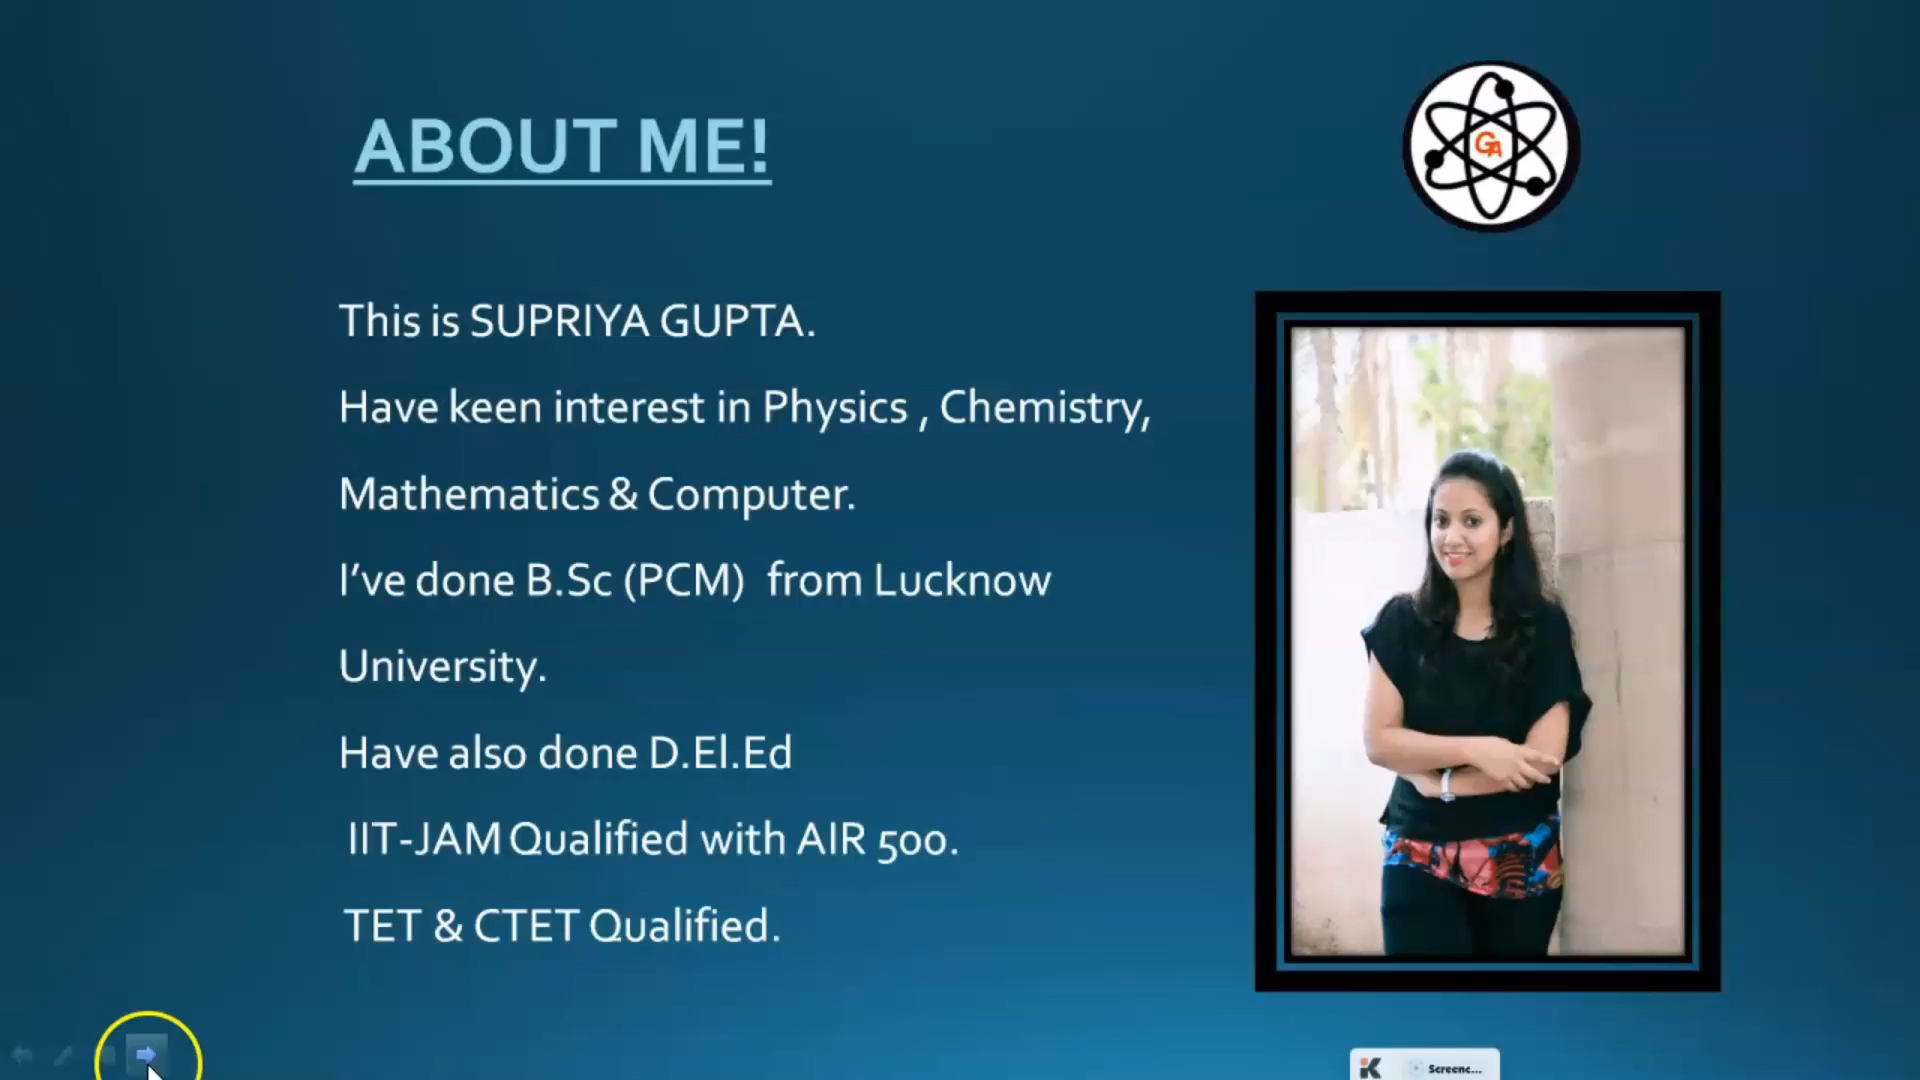 ABOUT ME!
GA
This is SUPRIYA GUPTA.
Have keen interest in Physics , Chemistry,
Mathematics & Computer.
I've done B.Sc (PCM) from Lucknow
University.
Have also done D.El.Ed
IIT-JAM Qualified with AIR 500.
TET & CTET Qualified.
K Screenc...